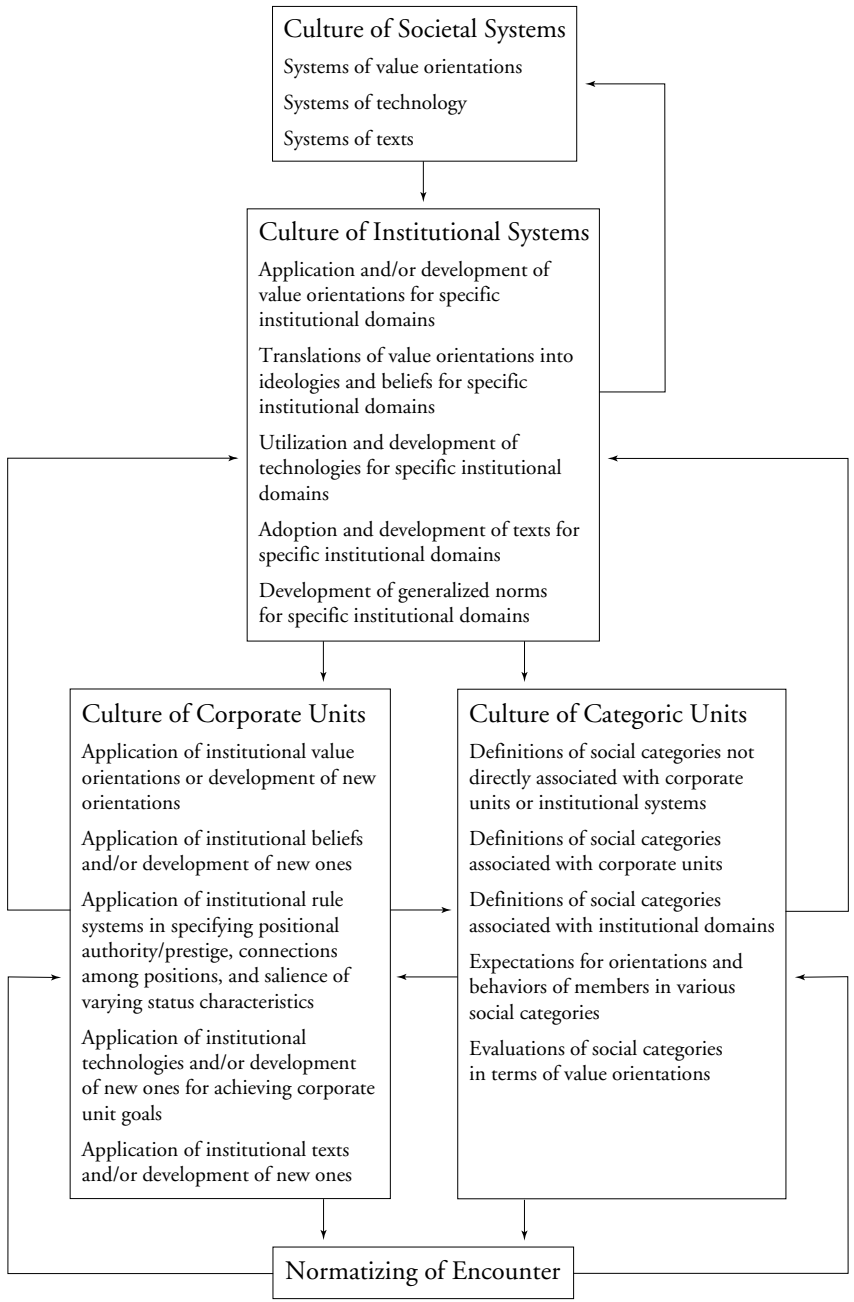 Culture of Societal Systems
Systems of value orientations
Systems of technology
Systems of texts
Culture of Institutional Systems
Application and/or development of
value orientations for specific
institutional domains
Translations of value orientations into
ideologies and beliefs for specific
institutional domains
Utilization and development of
technologies for specific institutional
domains
Adoption and development of texts for
specific institutional domains
Development of generalized norms
for specific institutional domains
Culture of Corporate Units
Application of institutional value
orientations or development of new
orientations
Application of institutional beliefs
and/or development of new ones
Application of institutional rule
systems in specifying positional
authority/prestige, connections
among positions, and salience of
varying status characteristics
Application of institutional
technologies and/or development
of new ones for achieving corporate
unit goals
Application of institutional texts
and/or development of new ones
Culture of Categoric Units
Definitions of social categories not
directly associated with corporate
units or institutional systems
Definitions of social categories
associated with corporate units
Definitions of social categories
associated with institutional domains
Expectations for orientations and
behaviors of members in various
social categories
Evaluations of social categories
in terms of value orientations
Normatizing of Encounter